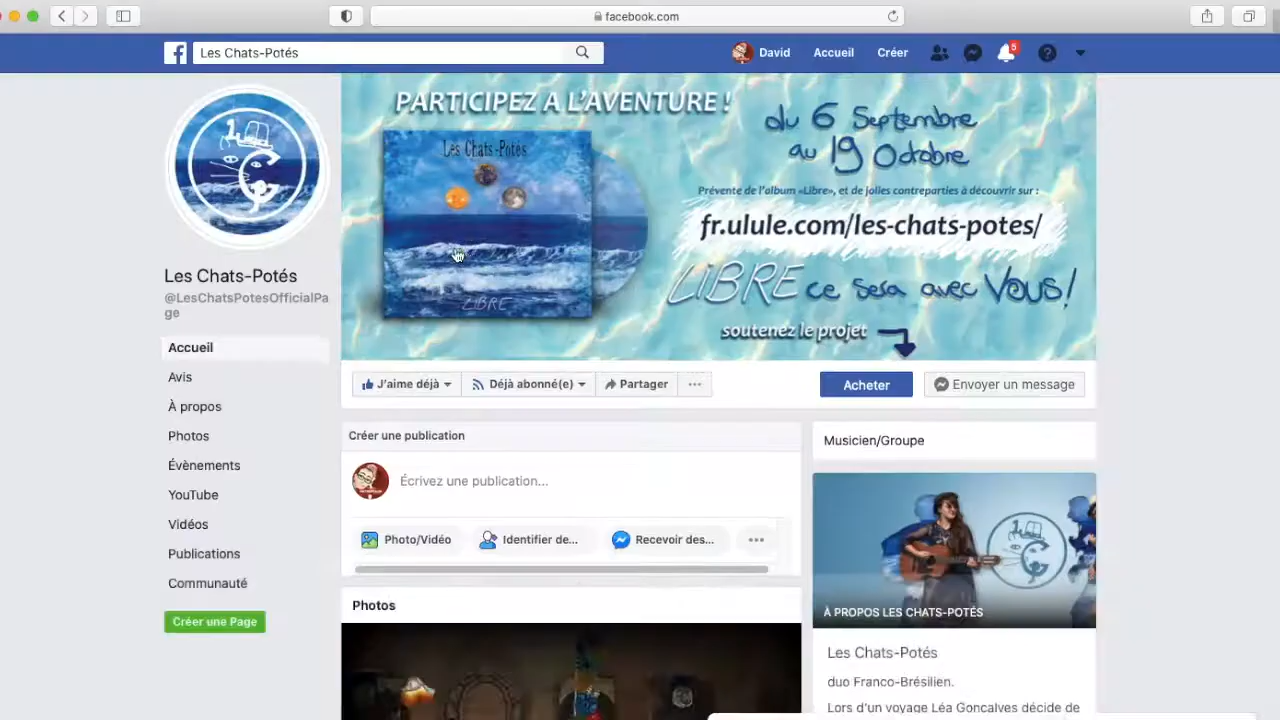 facebook.com
Les Chats-Potés
David
Accueil
Créer
5
PARTICIPEZ A L'AVENTURE !
du 6 Septembre
au 19 Octobre
Les Chats-Potés
Prévente de l'album «Libre», et de jolies contreparties à découvrir sur :
fr.ulule.com/les-chats-potes/
LIBRE ce sera avec VOUS !
LIBRE
soutenez le projet
Les Chats-Potés
@LesChatsPotesOfficialPa
ge
Accueil
Avis
À propos
Photos
Évènements
YouTube
Vidéos
Publications
Communauté
Créer une Page
J'aime déjà
Déjà abonné(e)
Partager
Acheter
Envoyer un message
Créer une publication
Écrivez une publication...
Photo/Vidéo
Identifier de...
Recevoir des...
Photos
Musicien/Groupe
À PROPOS LES CHATS-POTÉS
Les Chats-Potés
duo Franco-Brésilien.
Lors d'un voyage Léa Gonçalves décide de